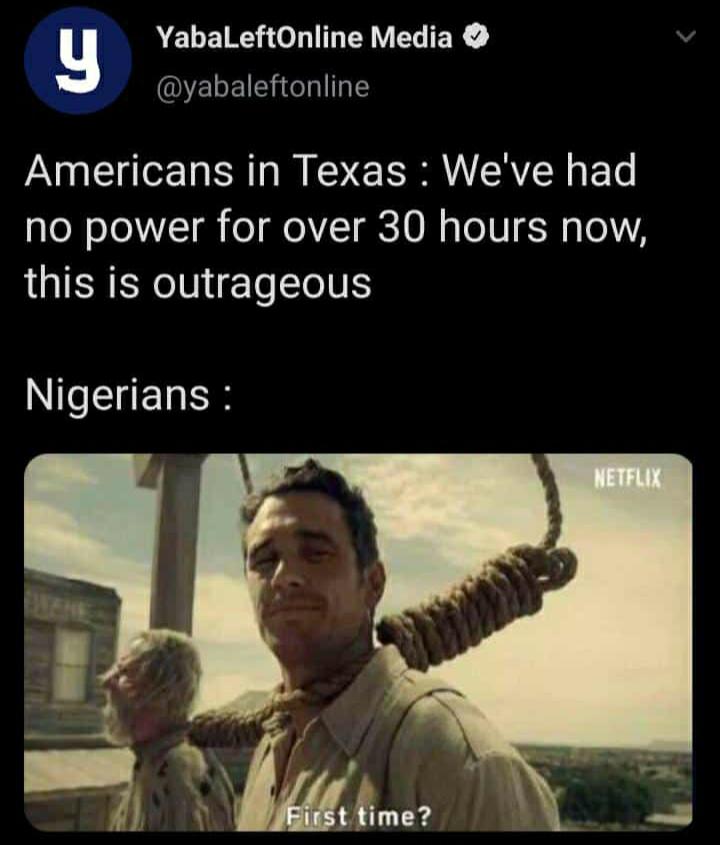 y
YabaLeftOnline Media
@yabaleftonline
Americans in Texas : We've had
no power for over 30 hours now,
this is outrageous
Nigerians :
NETFLIX
First time?